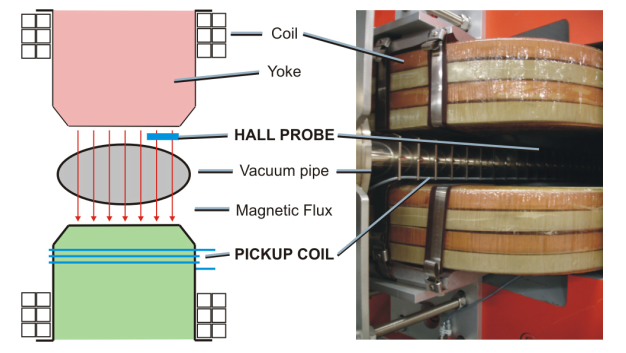 Coil
Yoke
HALL PROBE
Vacuum pipe
Magnetic Flux
PICKUP COIL